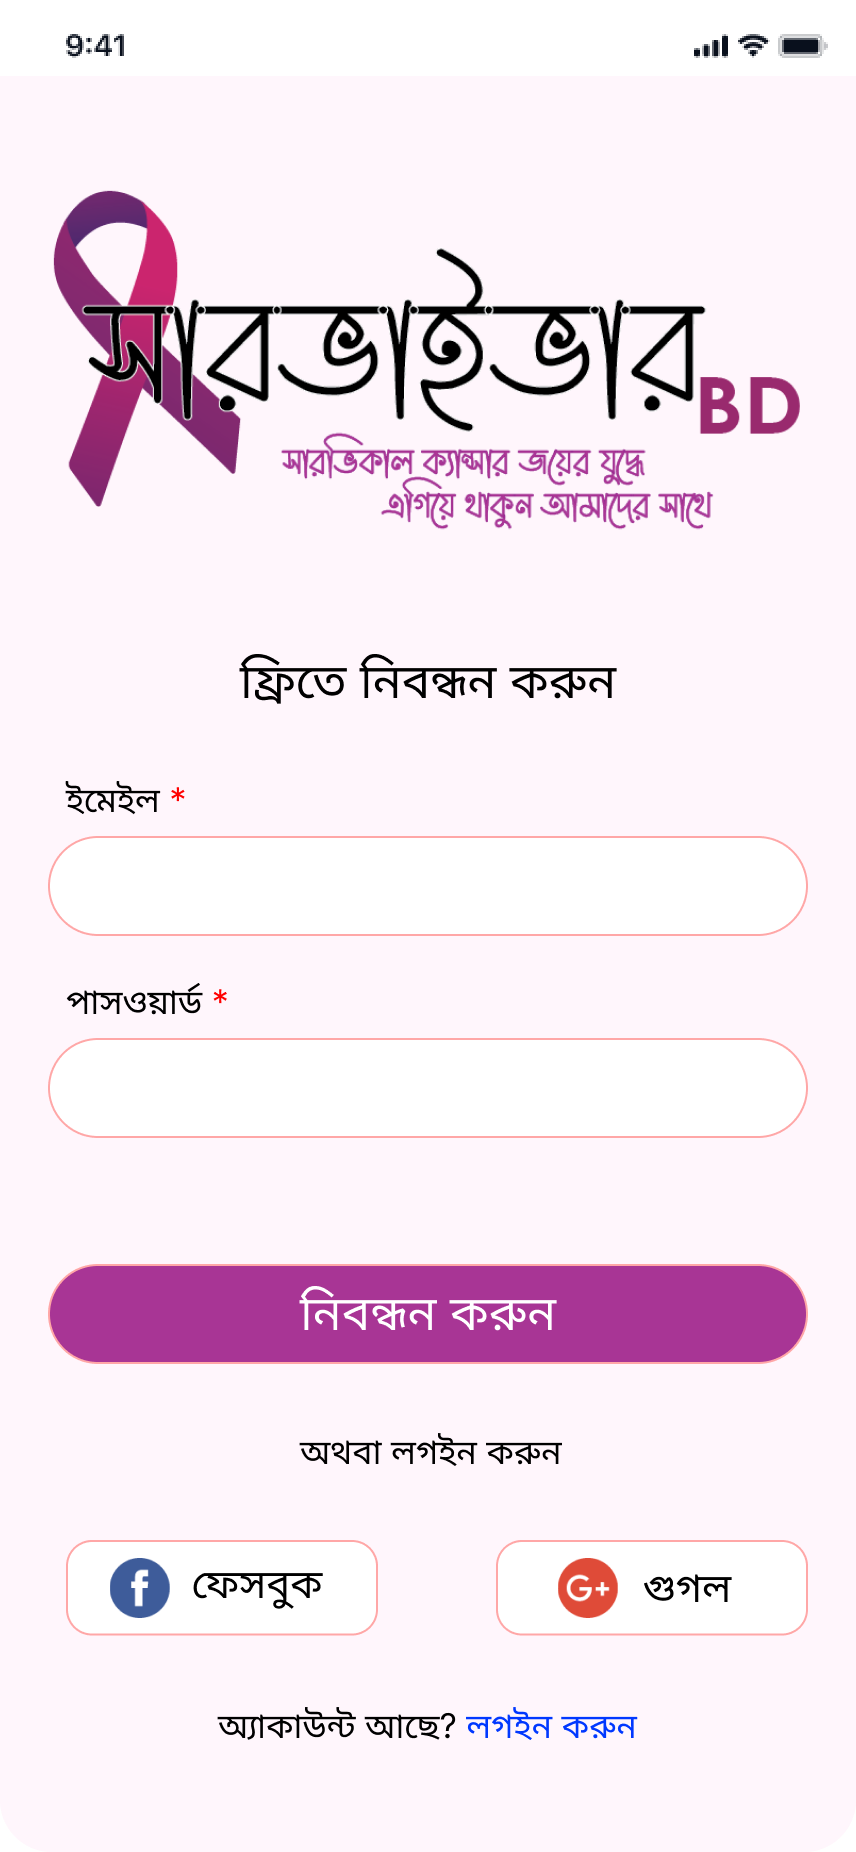 9:41
সারভাইভার BD
সারভিকাল ক্যান্সার জয়ের যুদ্ধে
এগিয়ে থাকুন আমাদের সাথে
ফ্রিতে নিবন্ধন করুন
ইমেইল *
পাসওয়ার্ড *
নিবন্ধন করুন
অথবা লগইন করুন
f ফেসবুক G+ গুগল
অ্যাকাউন্ট আছে? লগইন করুন